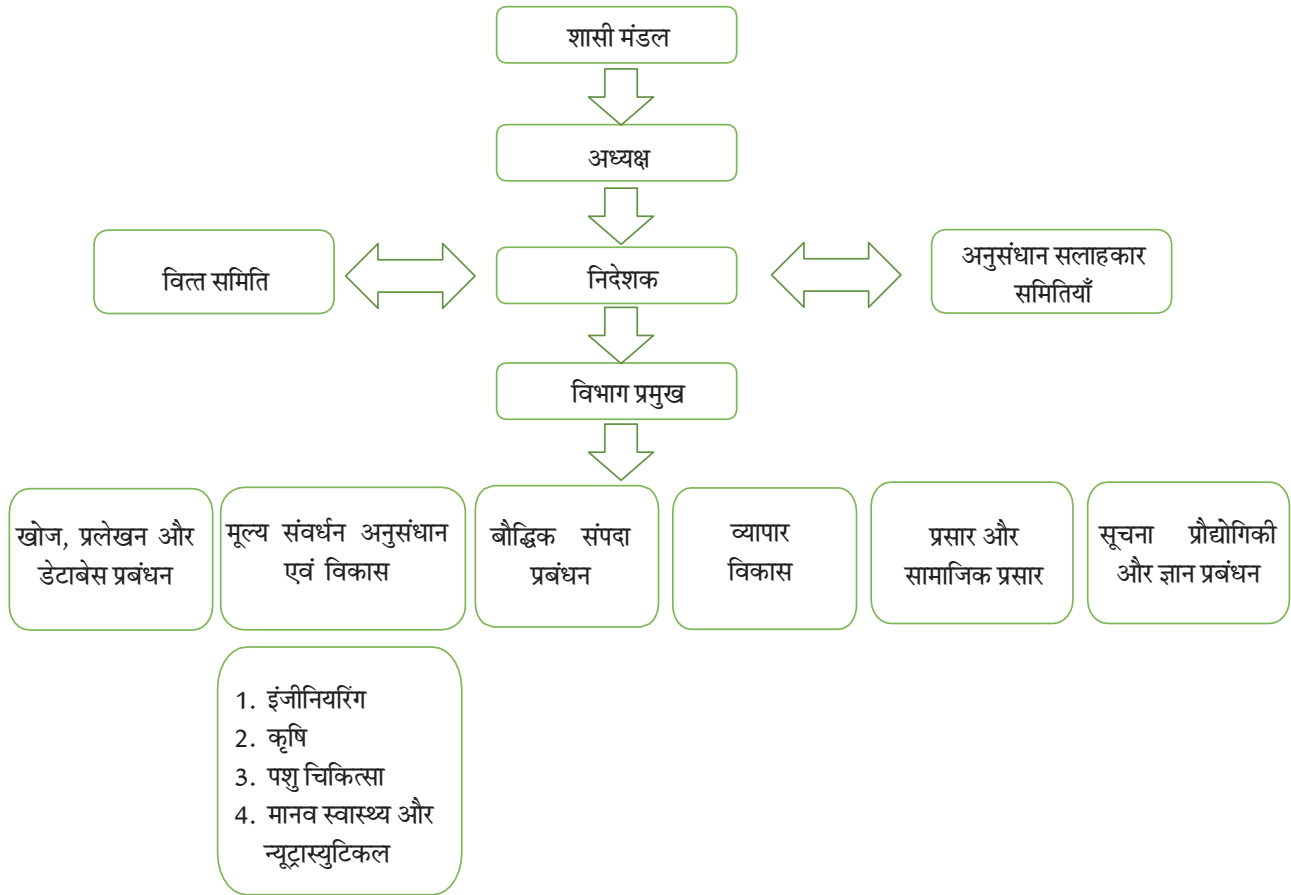 शासी मंडल
अध्यक्ष
वित्त समिति
निदेशक
अनुसंधान सलाहकार
समितियाँ
विभाग प्रमुख
खोज, प्रलेखन और
डेटाबेस प्रबंधन
मूल्य संवर्धन अनुसंधान
एवं विकास
बौद्धिक संपदा
प्रबंधन
व्यापार
विकास
प्रसार और
सामाजिक प्रसार
सूचना प्रौद्योगिकी
और ज्ञान प्रबंधन
1. इंजीनियरिंग
2. कृषि
3. पशु चिकित्सा
4. मानव स्वास्थ्य और
न्यूट्रास्युटिकल